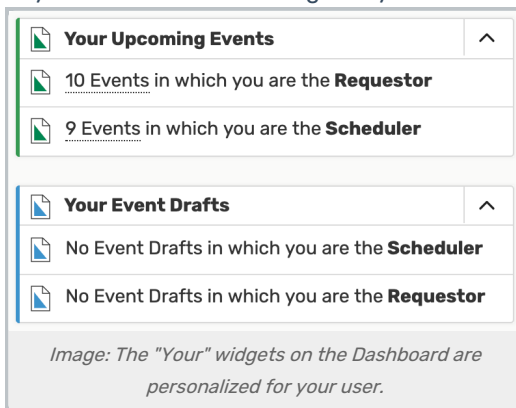 Your Upcoming Events
10 Events in which you are the Requestor
9 Events in which you are the Scheduler
Your Event Drafts
No Event Drafts in which you are the Scheduler
No Event Drafts in which you are the Requestor
Image: The "Your" widgets on the Dashboard are
personalized for your user.